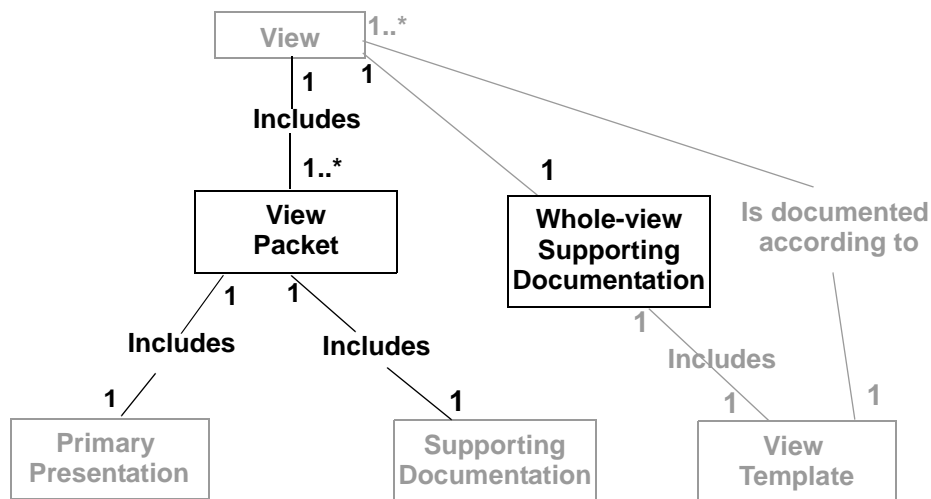 View
1..*
1
1
Includes
1..*
1
View
Packet
Whole-view
Supporting
Documentation
Is documented
according to
1
1
1
Includes
Includes
Includes
1
1
1
1
Primary
Presentation
Supporting
Documentation
View
Template